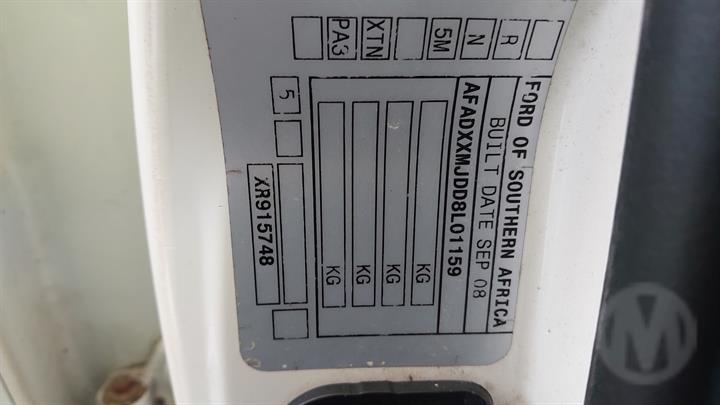 FORD OF SOUTHERN AFRICA
BUILT DATE SEP 08
AFADXXMJDD8L01159
KG
KG
KG
KG
R
N
5M
XTN
PA3
5
XR915748
M